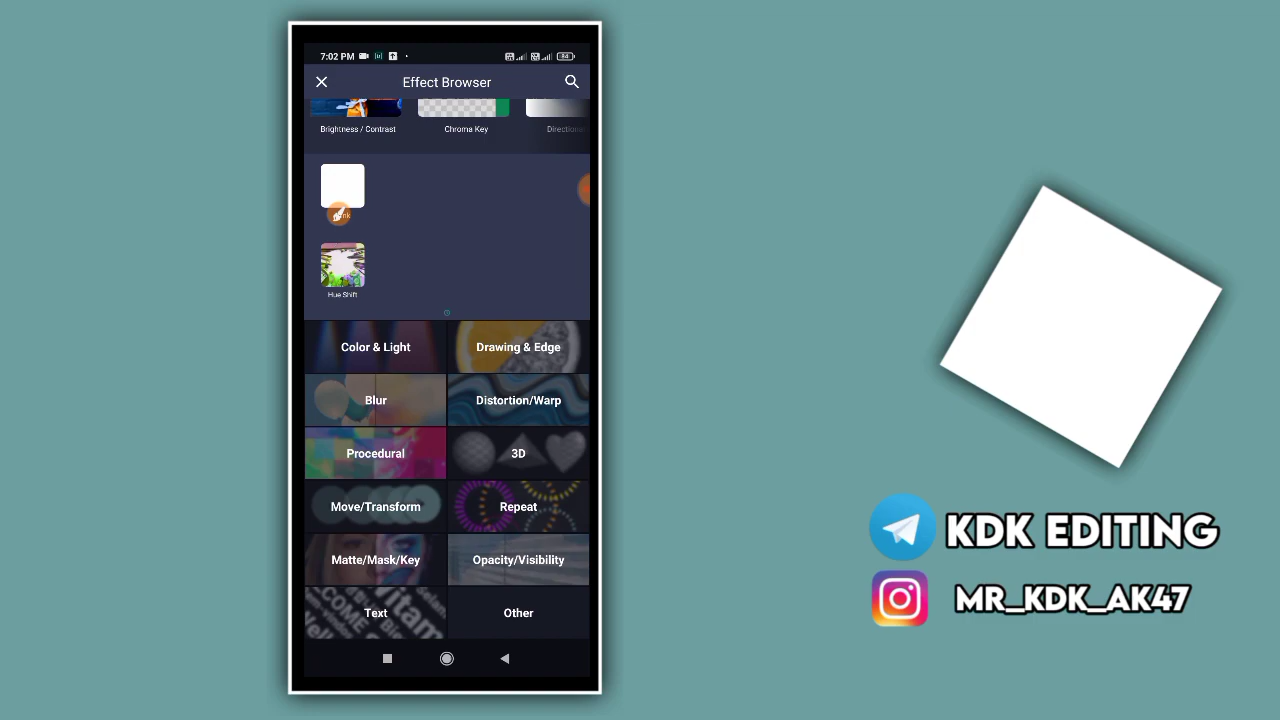 7:02 PM
84
Effect Browser
Brightness / Contrast
Chroma Key
Hue Shift
Color & Light
Drawing & Edge
Blur
Distortion/Warp
Procedural
3D
Move/Transform
Repeat
Matte/Mask/Key
Opacity/Visibility
Text
Other
KDK EDITING
MR_KDK_AK47